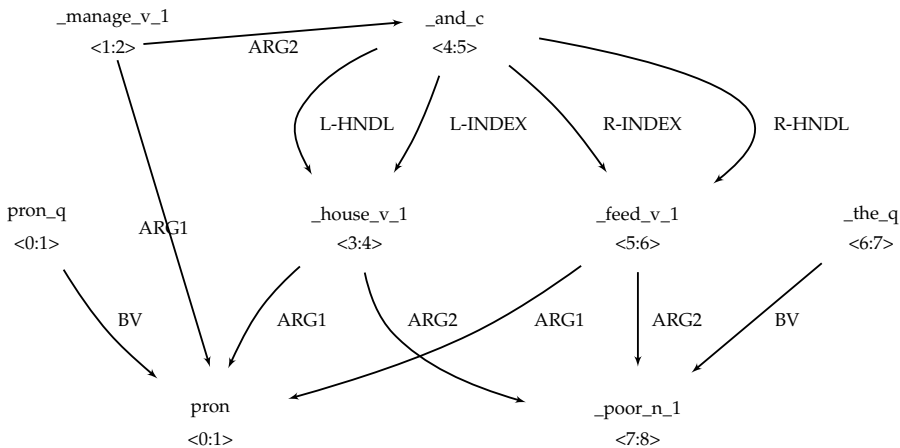 _manage_v_1
<1:2>
_and_c
<4:5>
ARG2
L-HNDL
L-INDEX
R-INDEX
R-HNDL
pron_q
<0:1>
ARG1
_house_v_1
<3:4>
_feed_v_1
<5:6>
_the_q
<6:7>
BV
ARG1
ARG2
ARG1
ARG2
BV
pron
<0:1>
_poor_n_1
<7:8>